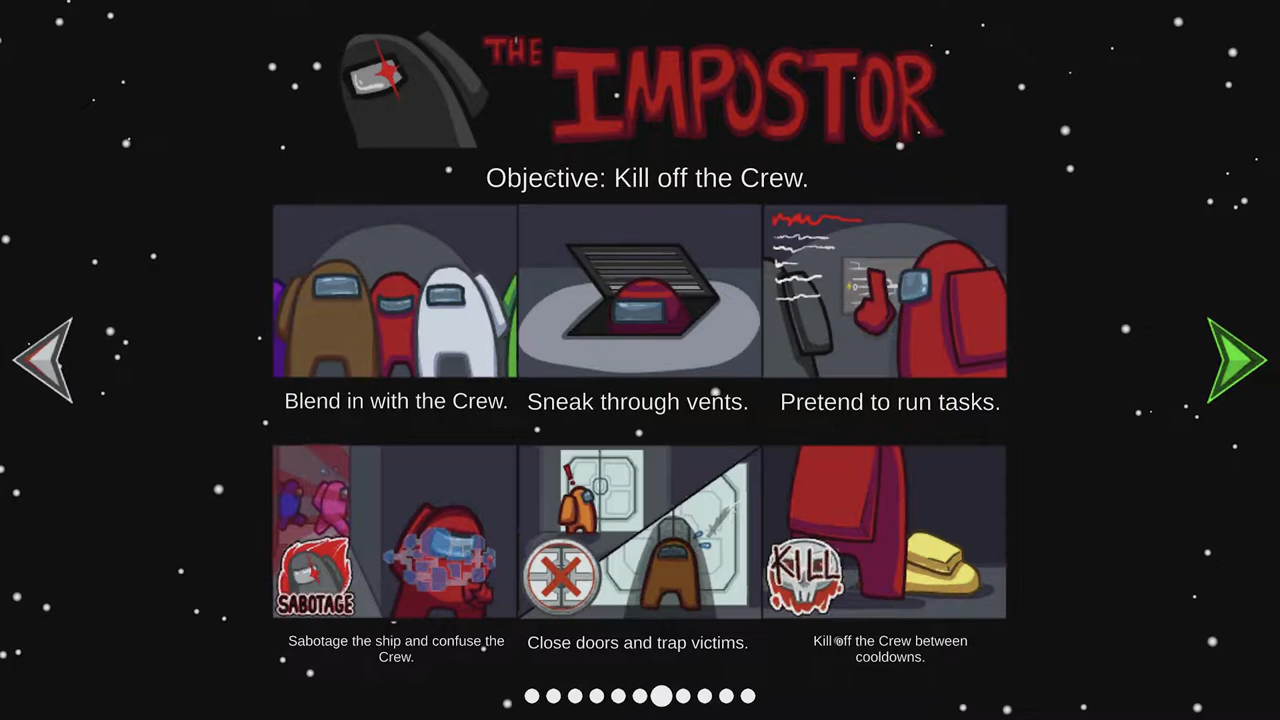 THE
IMPOSTOR
Objective: Kill off the Crew.
Blend in with the Crew.
Sneak through vents.
Pretend to run tasks.
SABOTAGE
KILL
Sabotage the ship and confuse the
Crew.
Close doors and trap victims.
Kill off the Crew between
cooldowns.